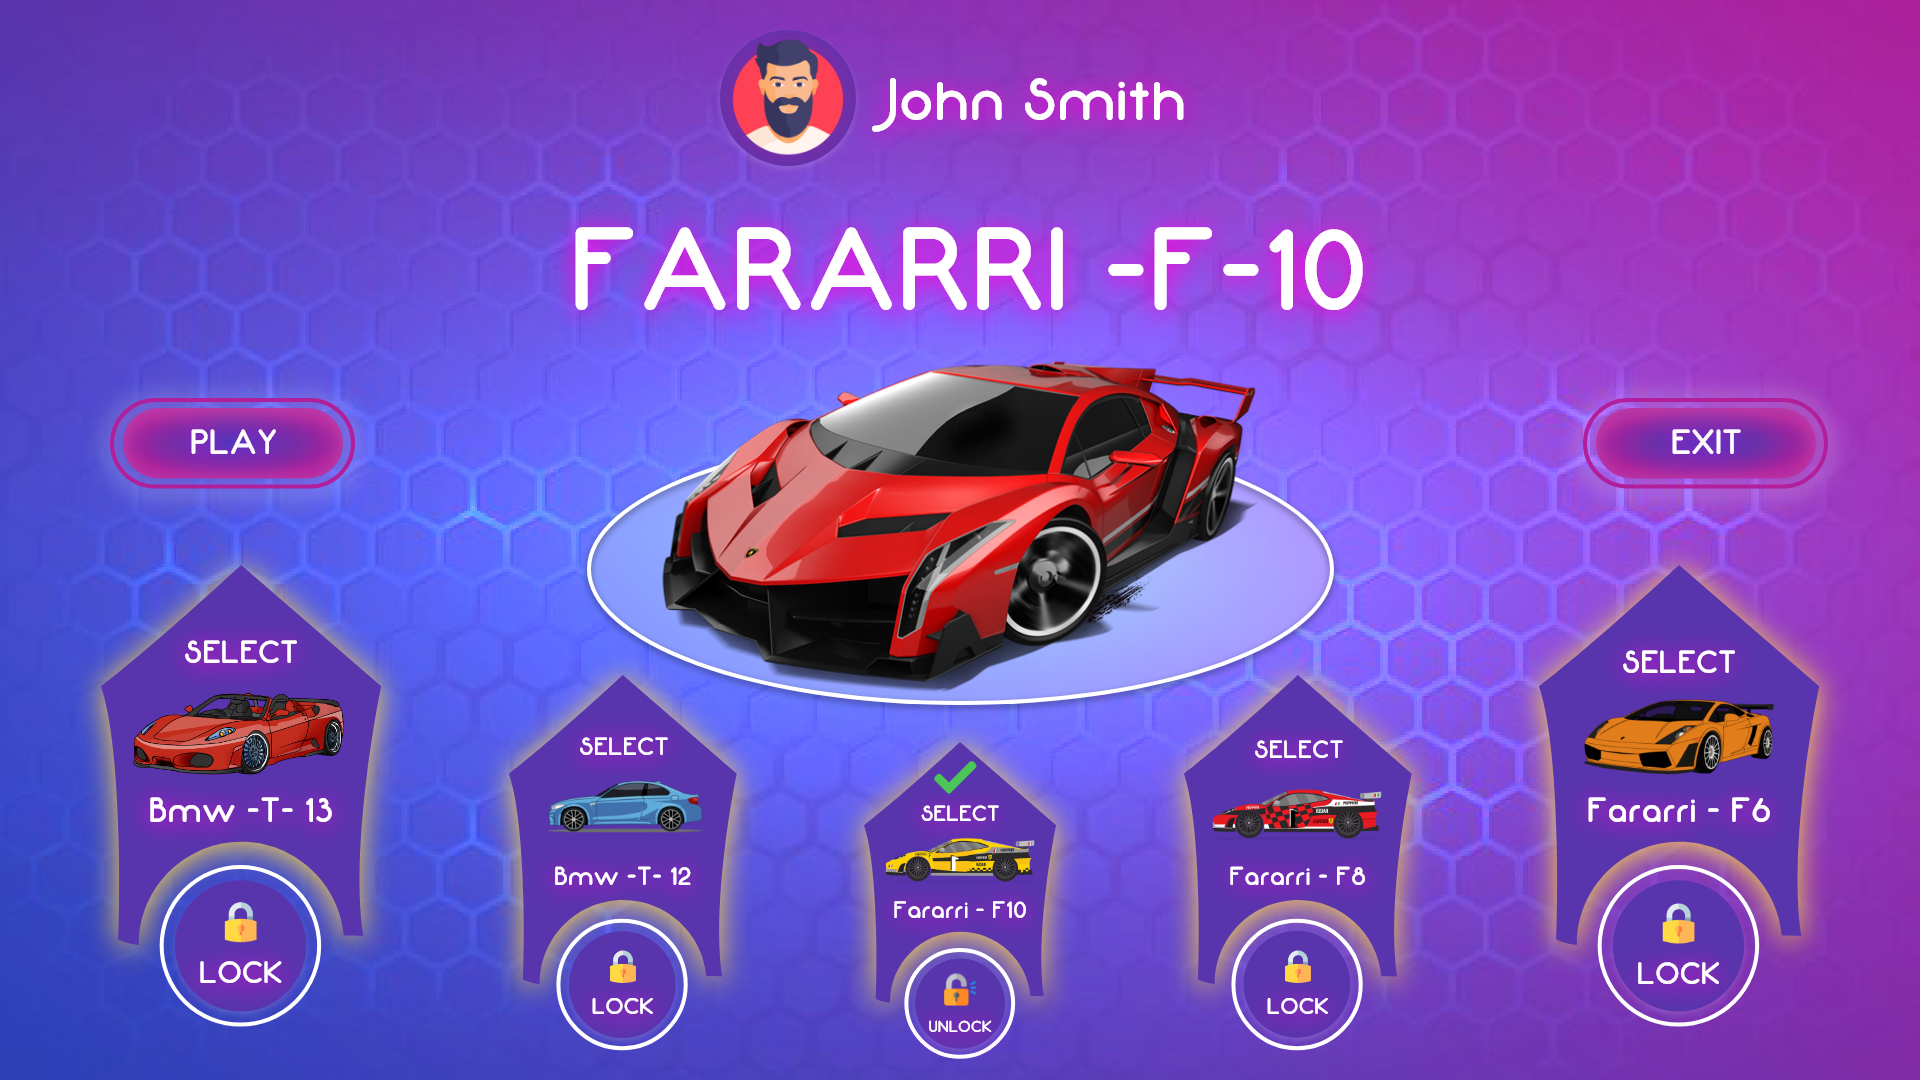 John Smith
FARARRI -F-10
PLAY
EXIT
SELECT
Bmw -T- 13
LOCK
SELECT
Bmw -T- 12
LOCK
SELECT
Fararri - F10
UNLOCK
SELECT
Fararri - F8
LOCK
SELECT
Fararri - F6
LOCK